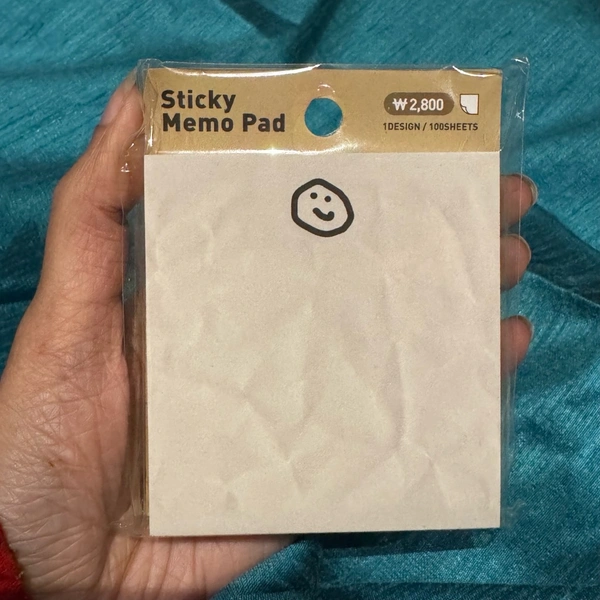 Sticky
Memo Pad
₩2,800
1DESIGN / 100SHEETS